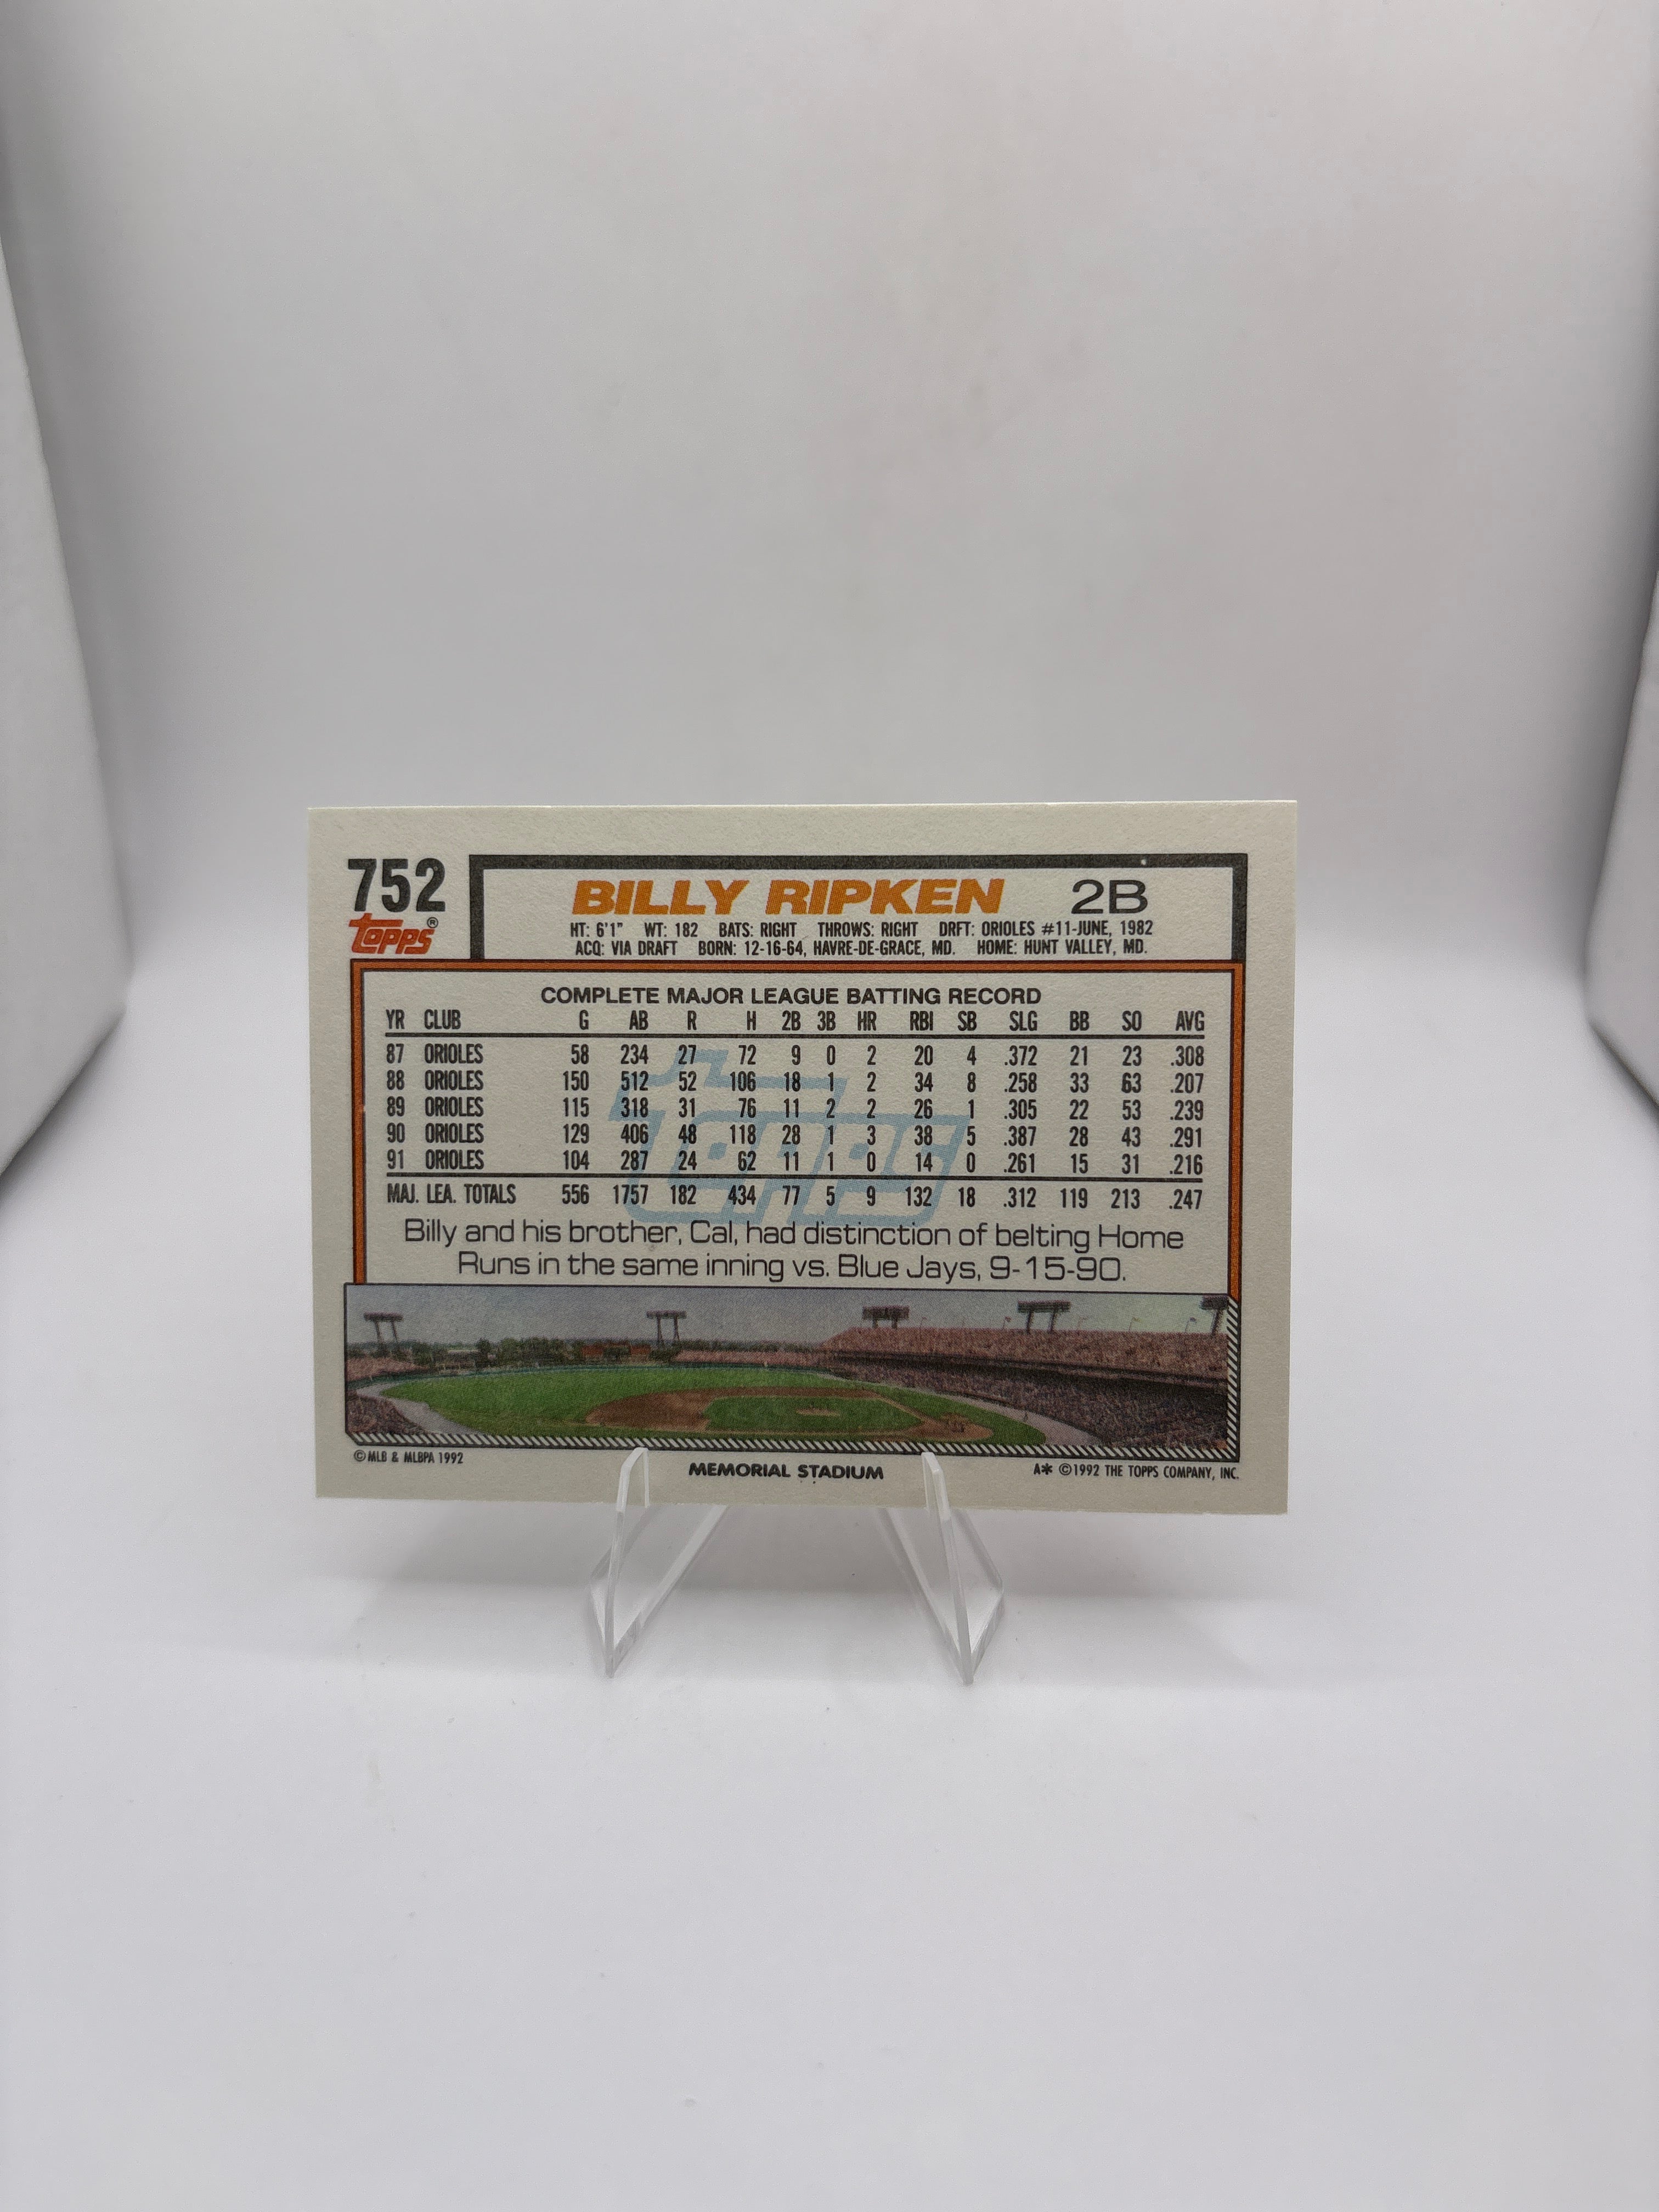 752
topps®
BILLY RIPKEN 2B
HT: 6'1" WT: 182 BATS: RIGHT THROWS: RIGHT DRFT: ORIOLES #11-JUNE, 1982
ACQ: VIA DRAFT BORN: 12-16-64, HAVRE-DE-GRACE, MD. HOME: HUNT VALLEY, MD.
COMPLETE MAJOR LEAGUE BATTING RECORD
YR CLUB G AB R H 2B 3B HR RBI SB SLG BB SO AVG
87 ORIOLES 58 234 27 72 9 0 2 20 4 .372 21 23 .308
88 ORIOLES 150 512 52 106 18 1 2 34 8 .258 33 63 .207
89 ORIOLES 115 318 31 76 11 2 2 26 1 .305 22 53 .239
90 ORIOLES 129 406 48 118 28 1 3 38 5 .387 28 43 .291
91 ORIOLES 104 287 24 62 11 1 0 14 0 .261 15 31 .216
MAJ. LEA. TOTALS 556 1757 182 434 77 5 9 132 18 .312 119 213 .247
topps
Billy and his brother, Cal, had distinction of belting Home
Runs in the same inning vs. Blue Jays, 9-15-90.
© MLB & MLBPA 1992
MEMORIAL STADIUM
A* © 1992 THE TOPPS COMPANY, INC.